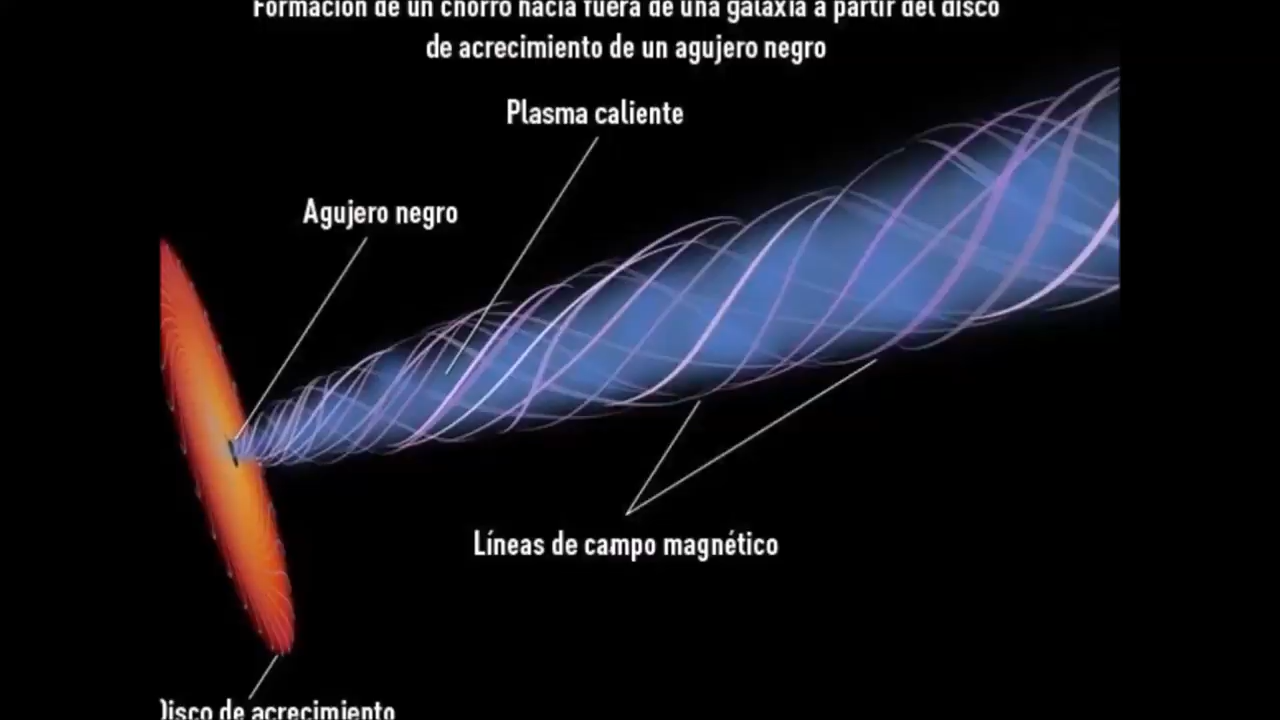 Formación de un chorro hacia fuera de una galaxia a partir del disco
de acrecimiento de un agujero negro
Plasma caliente
Agujero negro
Líneas de campo magnético
Disco de acrecimiento